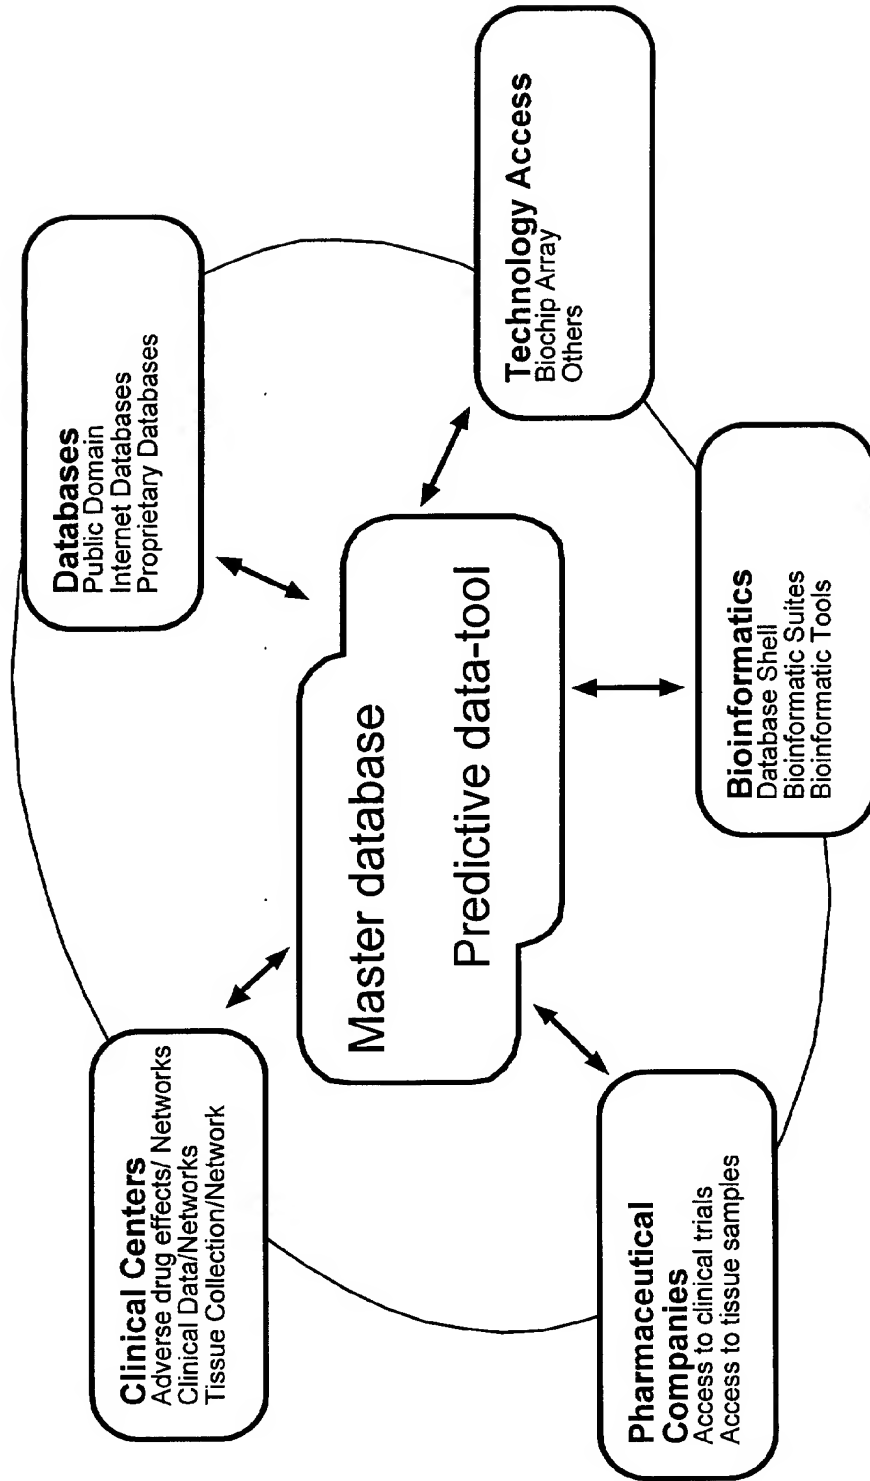 Clinical Centers
Adverse drug effects/ Networks
Clinical Data/Networks
Tissue Collection/Network
Databases
Public Domain
Internet Databases
Proprietary Databases
Master database
Predictive data-tool
Technology Access
Biochip Array
Others
Pharmaceutical
Companies
Access to clinical trials
Access to tissue samples
Bioinformatics
Database Shell
Bioinformatic Suites
Bioinformatic Tools